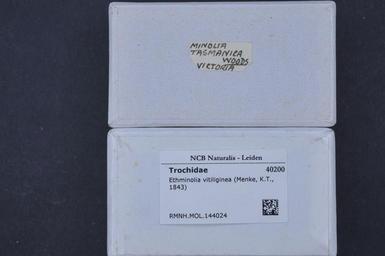 MINOLIA
TASMANICA
WOODS
VICTORIA
NCB Naturalis - Leiden
Trochidae 40200
Ethminolia vitiliginea (Menke, K.T.,
1843)
RMNH.MOL.144024